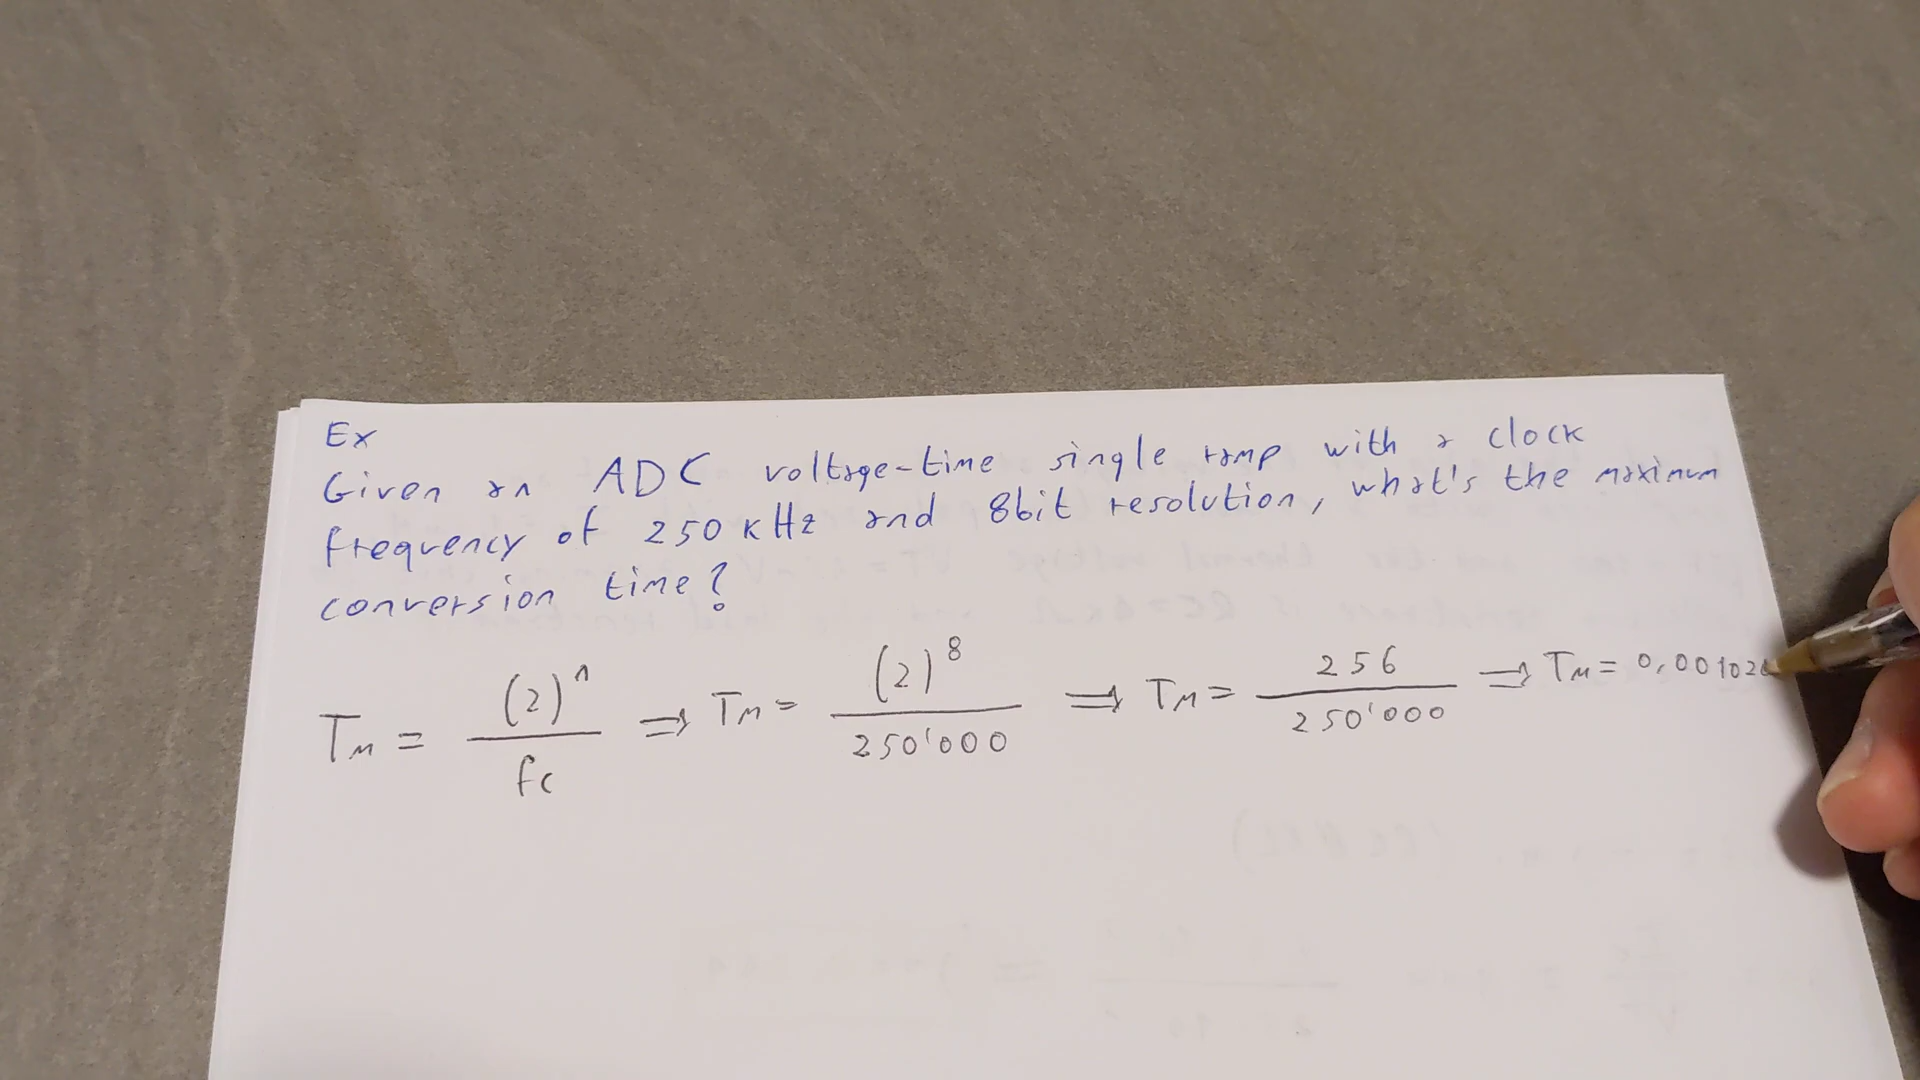 Ex
Given an ADC voltage-time single ramp with a clock
frequency of 250 kHz and 8bit resolution, what's the maximum
conversion time?
TM = (2)^n / fc ⇒ TM = (2)^8 / 250'000 ⇒ TM = 256 / 250'000 ⇒ TM = 0,00102